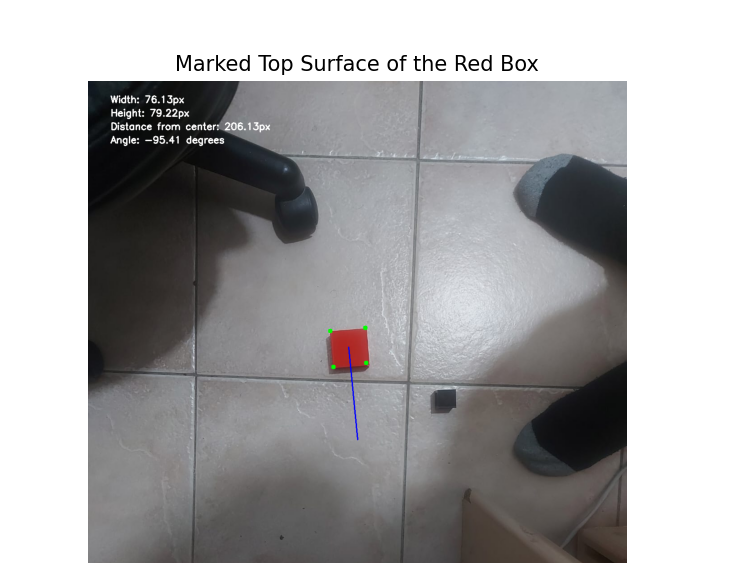 Marked Top Surface of the Red Box
Width: 76.13px
Height: 79.22px
Distance from center: 206.13px
Angle: −95.41 degrees